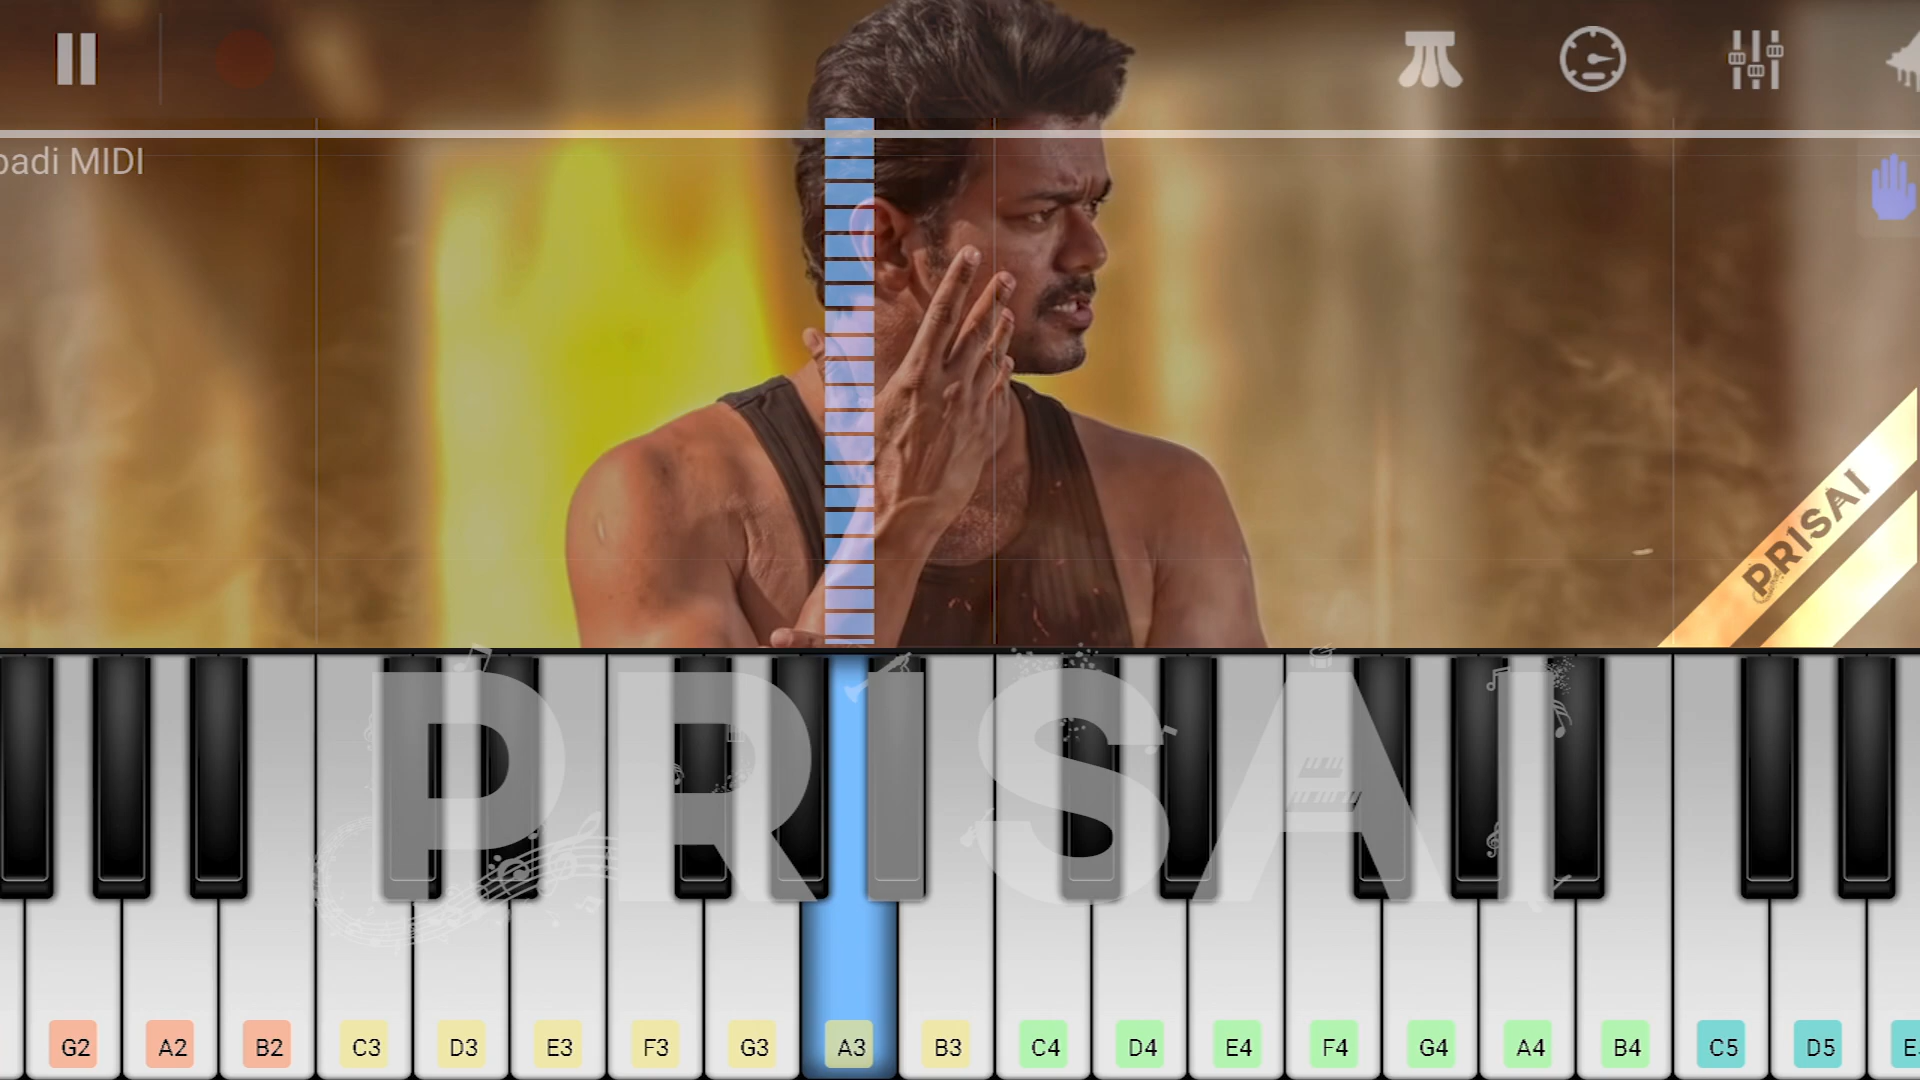 padi MIDI
PRISAI
PRISAI
G2 A2 B2 C3 D3 E3 F3 G3 A3 B3 C4 D4 E4 F4 G4 A4 B4 C5 D5